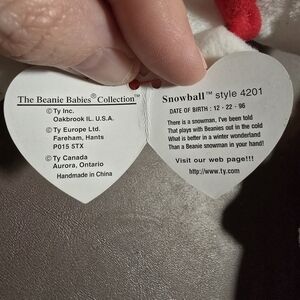 The Beanie Babies® Collection™
© Ty Inc.
Oakbrook IL. U.S.A.
© Ty Europe Ltd.
Fareham, Hants
P015 5TX
© Ty Canada
Aurora, Ontario
Handmade in China
Snowball™ style 4201
DATE OF BIRTH : 12 - 22 - 96
There is a snowman, I've been told
That plays with Beanies out in the cold
What is better in a winter wonderland
Than a Beanie snowman in your hand!
Visit our web page!!!
http://www.ty.com